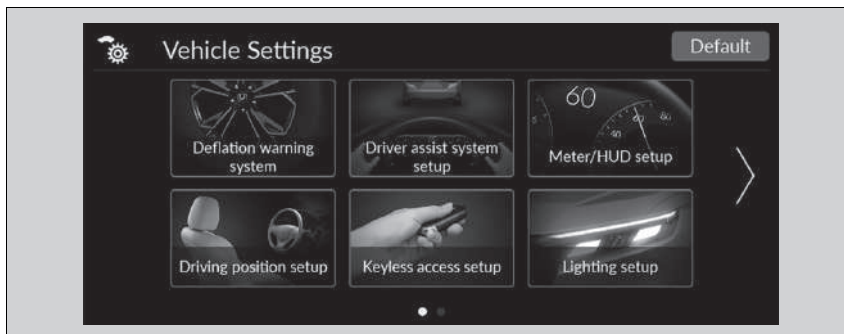 Vehicle Settings
Default
Deflation warning
system
Driver assist system
setup
60
Meter/HUD setup
Driving position setup
Keyless access setup
Lighting setup